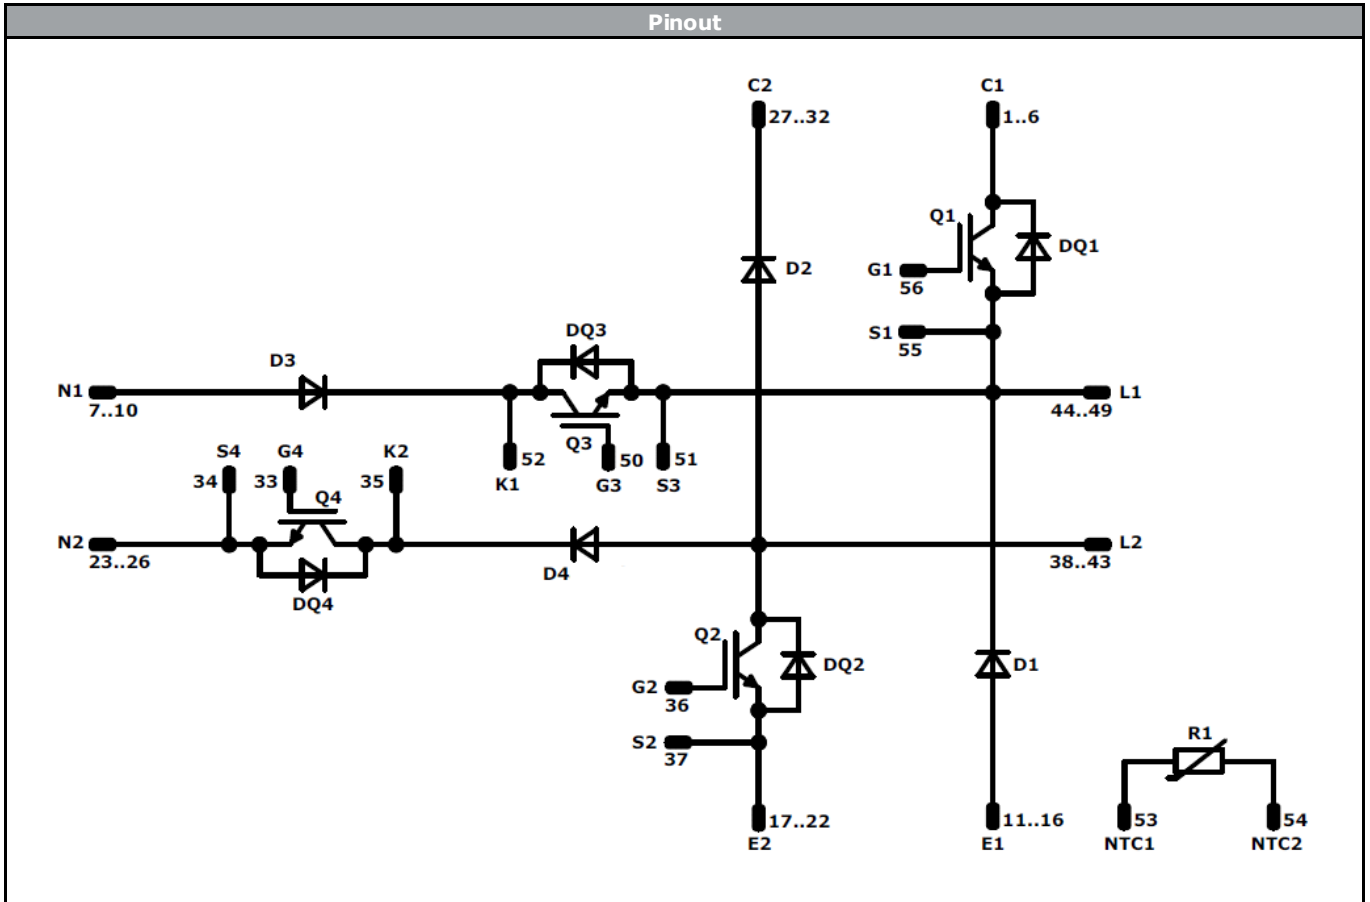 Pinout
C2
C1
27..32
1..6
Q1
DQ1
D2
G1
56
S1
55
DQ3
D3
N1
L1
7..10
44..49
S4
G4
K2
Q3
52
50
51
34
33
35
K1
G3
S3
Q4
N2
L2
23..26
38..43
D4
DQ4
Q2
DQ2
D1
G2
36
S2
37
R1
17..22
11..16
53
54
E2
E1
NTC1
NTC2